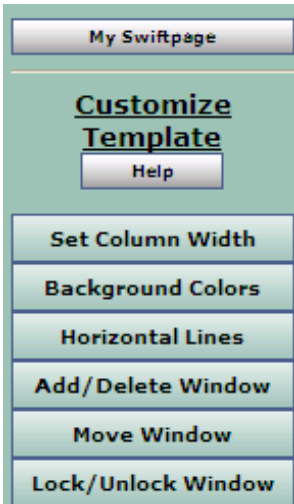 My Swiftpage
Customize
Template
Help
Set Column Width
Background Colors
Horizontal Lines
Add/Delete Window
Move Window
Lock/Unlock Window